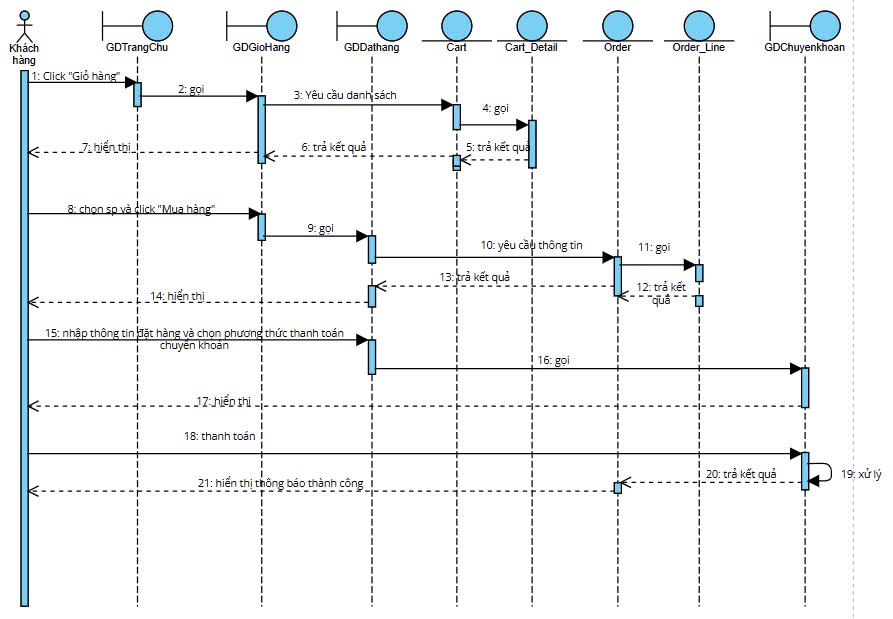 Khách
hàng
GDTrangChu
GDGioHang
GDDathang
Cart
Cart_Detail
Order
Order_Line
GDChuyenkhoan
1: Click "Giỏ hàng"
2: gọi
3: Yêu cầu danh sách
4: gọi
5: trả kết quả
6: trả kết quả
7: hiển thị
8: chọn sp và click "Mua hàng"
9: gọi
10: yêu cầu thông tin
11: gọi
12: trả kết
quả
13: trả kết quả
14: hiển thị
15: nhập thông tin đặt hàng và chọn phương thức thanh toán
chuyển khoản
16: gọi
17: hiển thị
18: thanh toán
19: xử lý
20: trả kết quả
21: hiển thị thông báo thành công